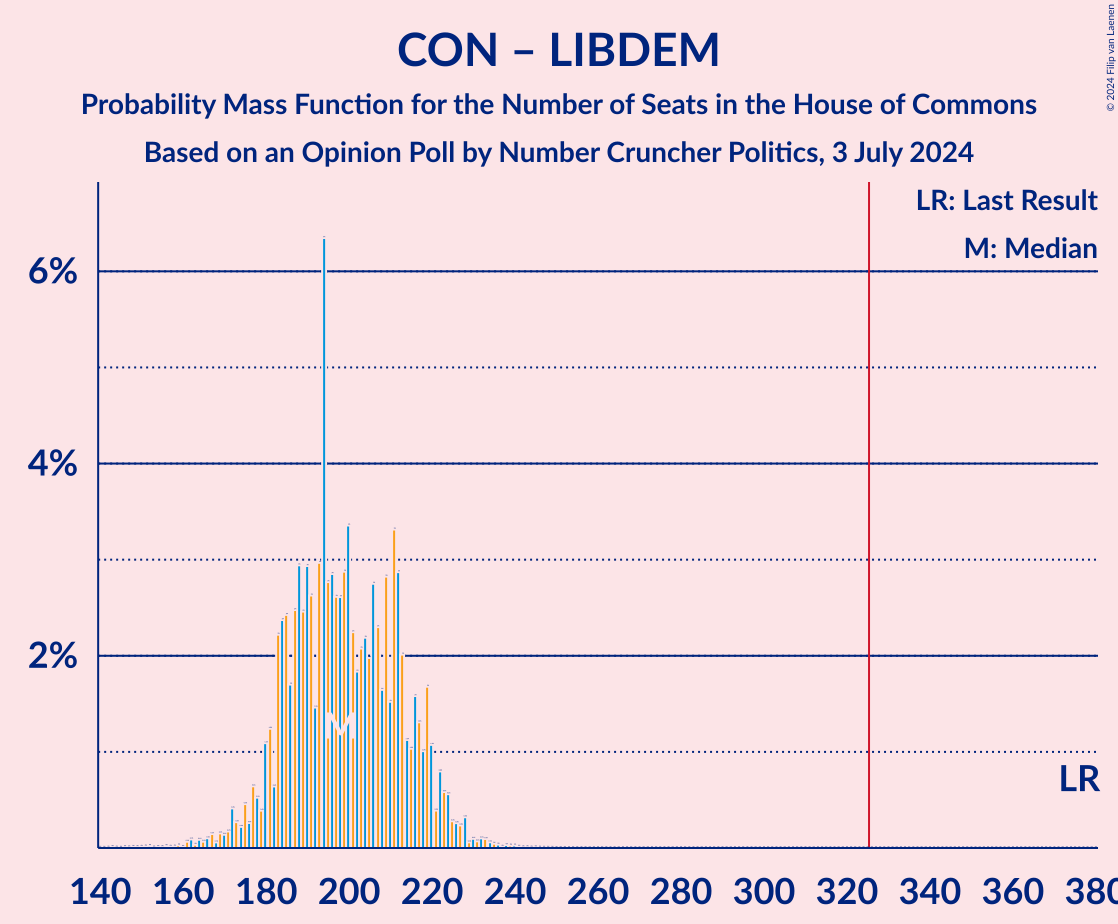 CON – LIBDEM
Probability Mass Function for the Number of Seats in the House of Commons
Based on an Opinion Poll by Number Cruncher Politics, 3 July 2024
© 2024 Filip van Laenen
LR: Last Result
M: Median
6%
4%
2%
M
LR
140 160 180 200 220 240 260 280 300 320 340 360 380